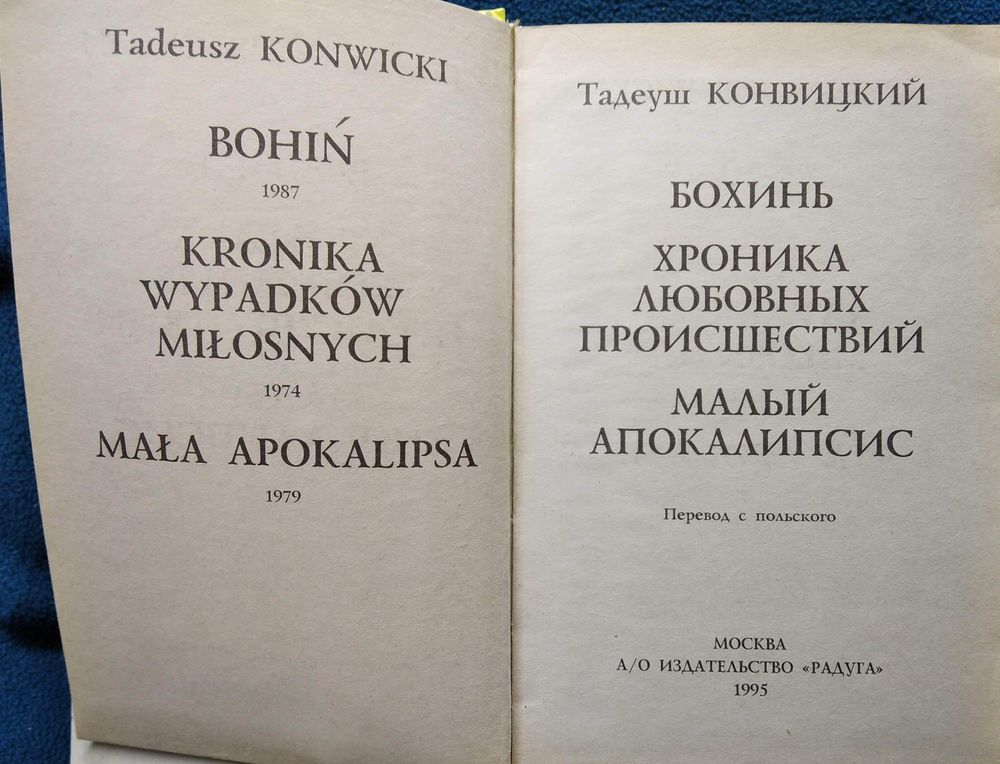 Tadeusz KONWICKI
BOHIŃ
1987
KRONIKA
WYPADKÓW
MIŁOSNYCH
1974
MAŁA APOKALIPSA
1979
Тадеуш КОНВИЦКИЙ
БОХИНЬ
ХРОНИКА
ЛЮБОВНЫХ
ПРОИСШЕСТВИЙ
МАЛЫЙ
АПОКАЛИПСИС
Перевод с польского
МОСКВА
А/О ИЗДАТЕЛЬСТВО «РАДУГА»
1995